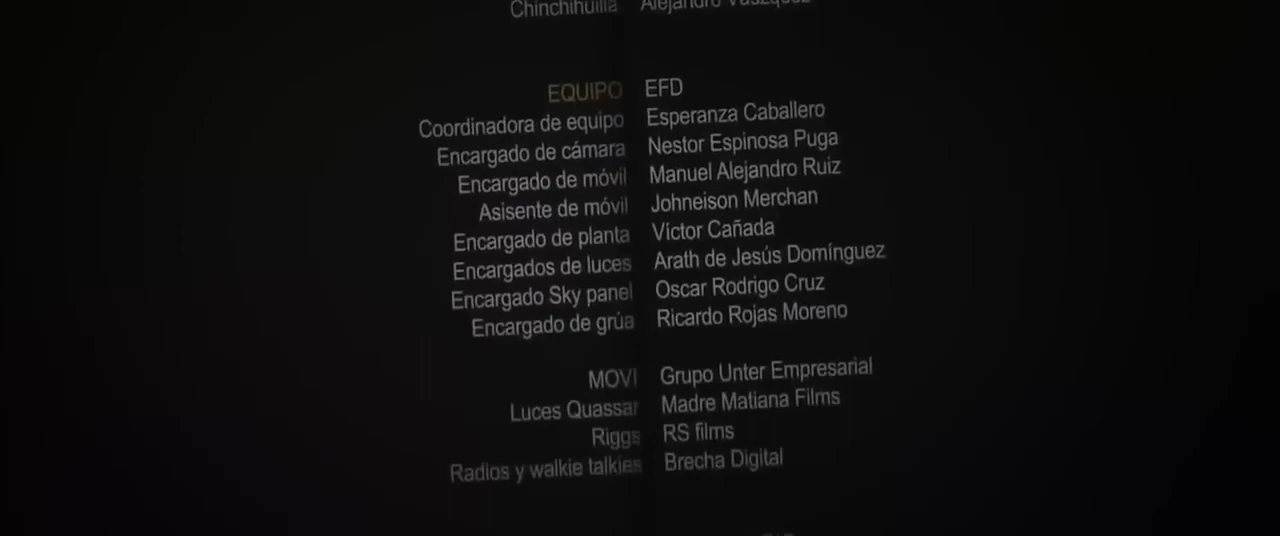 Chinchihuilla Alejandro Vaszquez
EQUIPO EFD
Coordinadora de equipo Esperanza Caballero
Encargado de cámara Nestor Espinosa Puga
Encargado de móvil Manuel Alejandro Ruiz
Asisente de móvil Johneison Merchan
Encargado de planta Víctor Cañada
Encargados de luces Arath de Jesús Domínguez
Encargado Sky panel Oscar Rodrigo Cruz
Encargado de grúa Ricardo Rojas Moreno
MOVI Grupo Unter Empresarial
Luces Quassar Madre Matiana Films
Riggs RS films
Radios y walkie talkies Brecha Digital